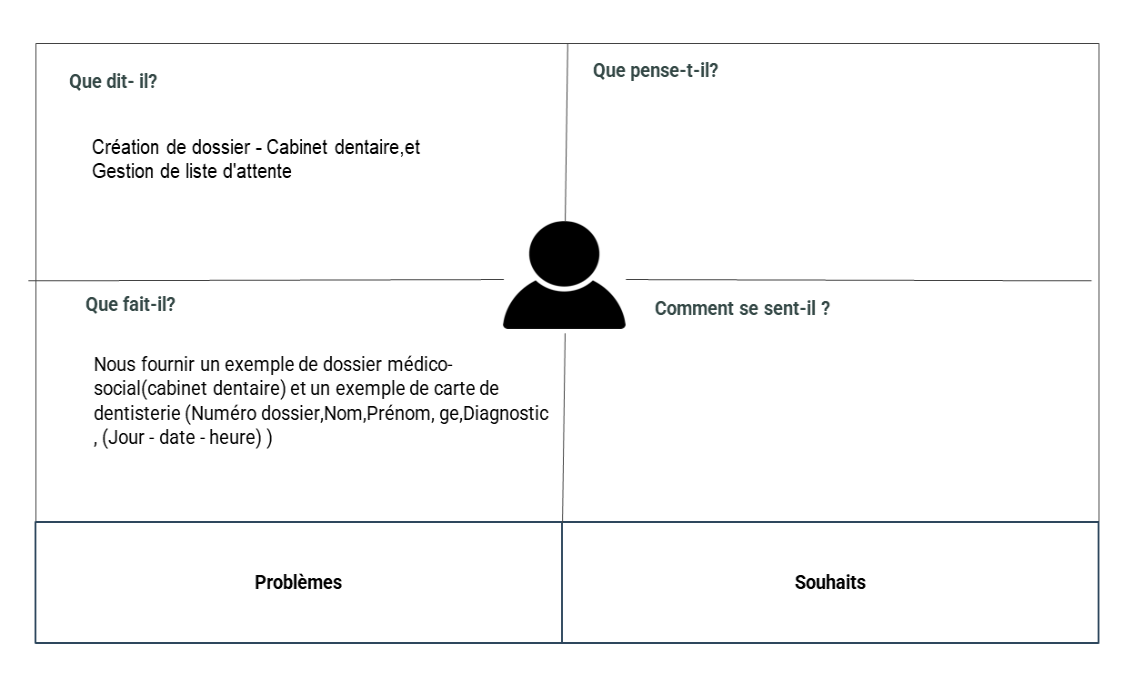 Que dit- il?
Création de dossier - Cabinet dentaire,et
Gestion de liste d'attente
Que pense-t-il?
Que fait-il?
Nous fournir un exemple de dossier médico-
social(cabinet dentaire) et un exemple de carte de
dentisterie (Numéro dossier,Nom,Prénom, ge,Diagnostic
, (Jour - date - heure) )
Comment se sent-il ?
Problèmes
Souhaits